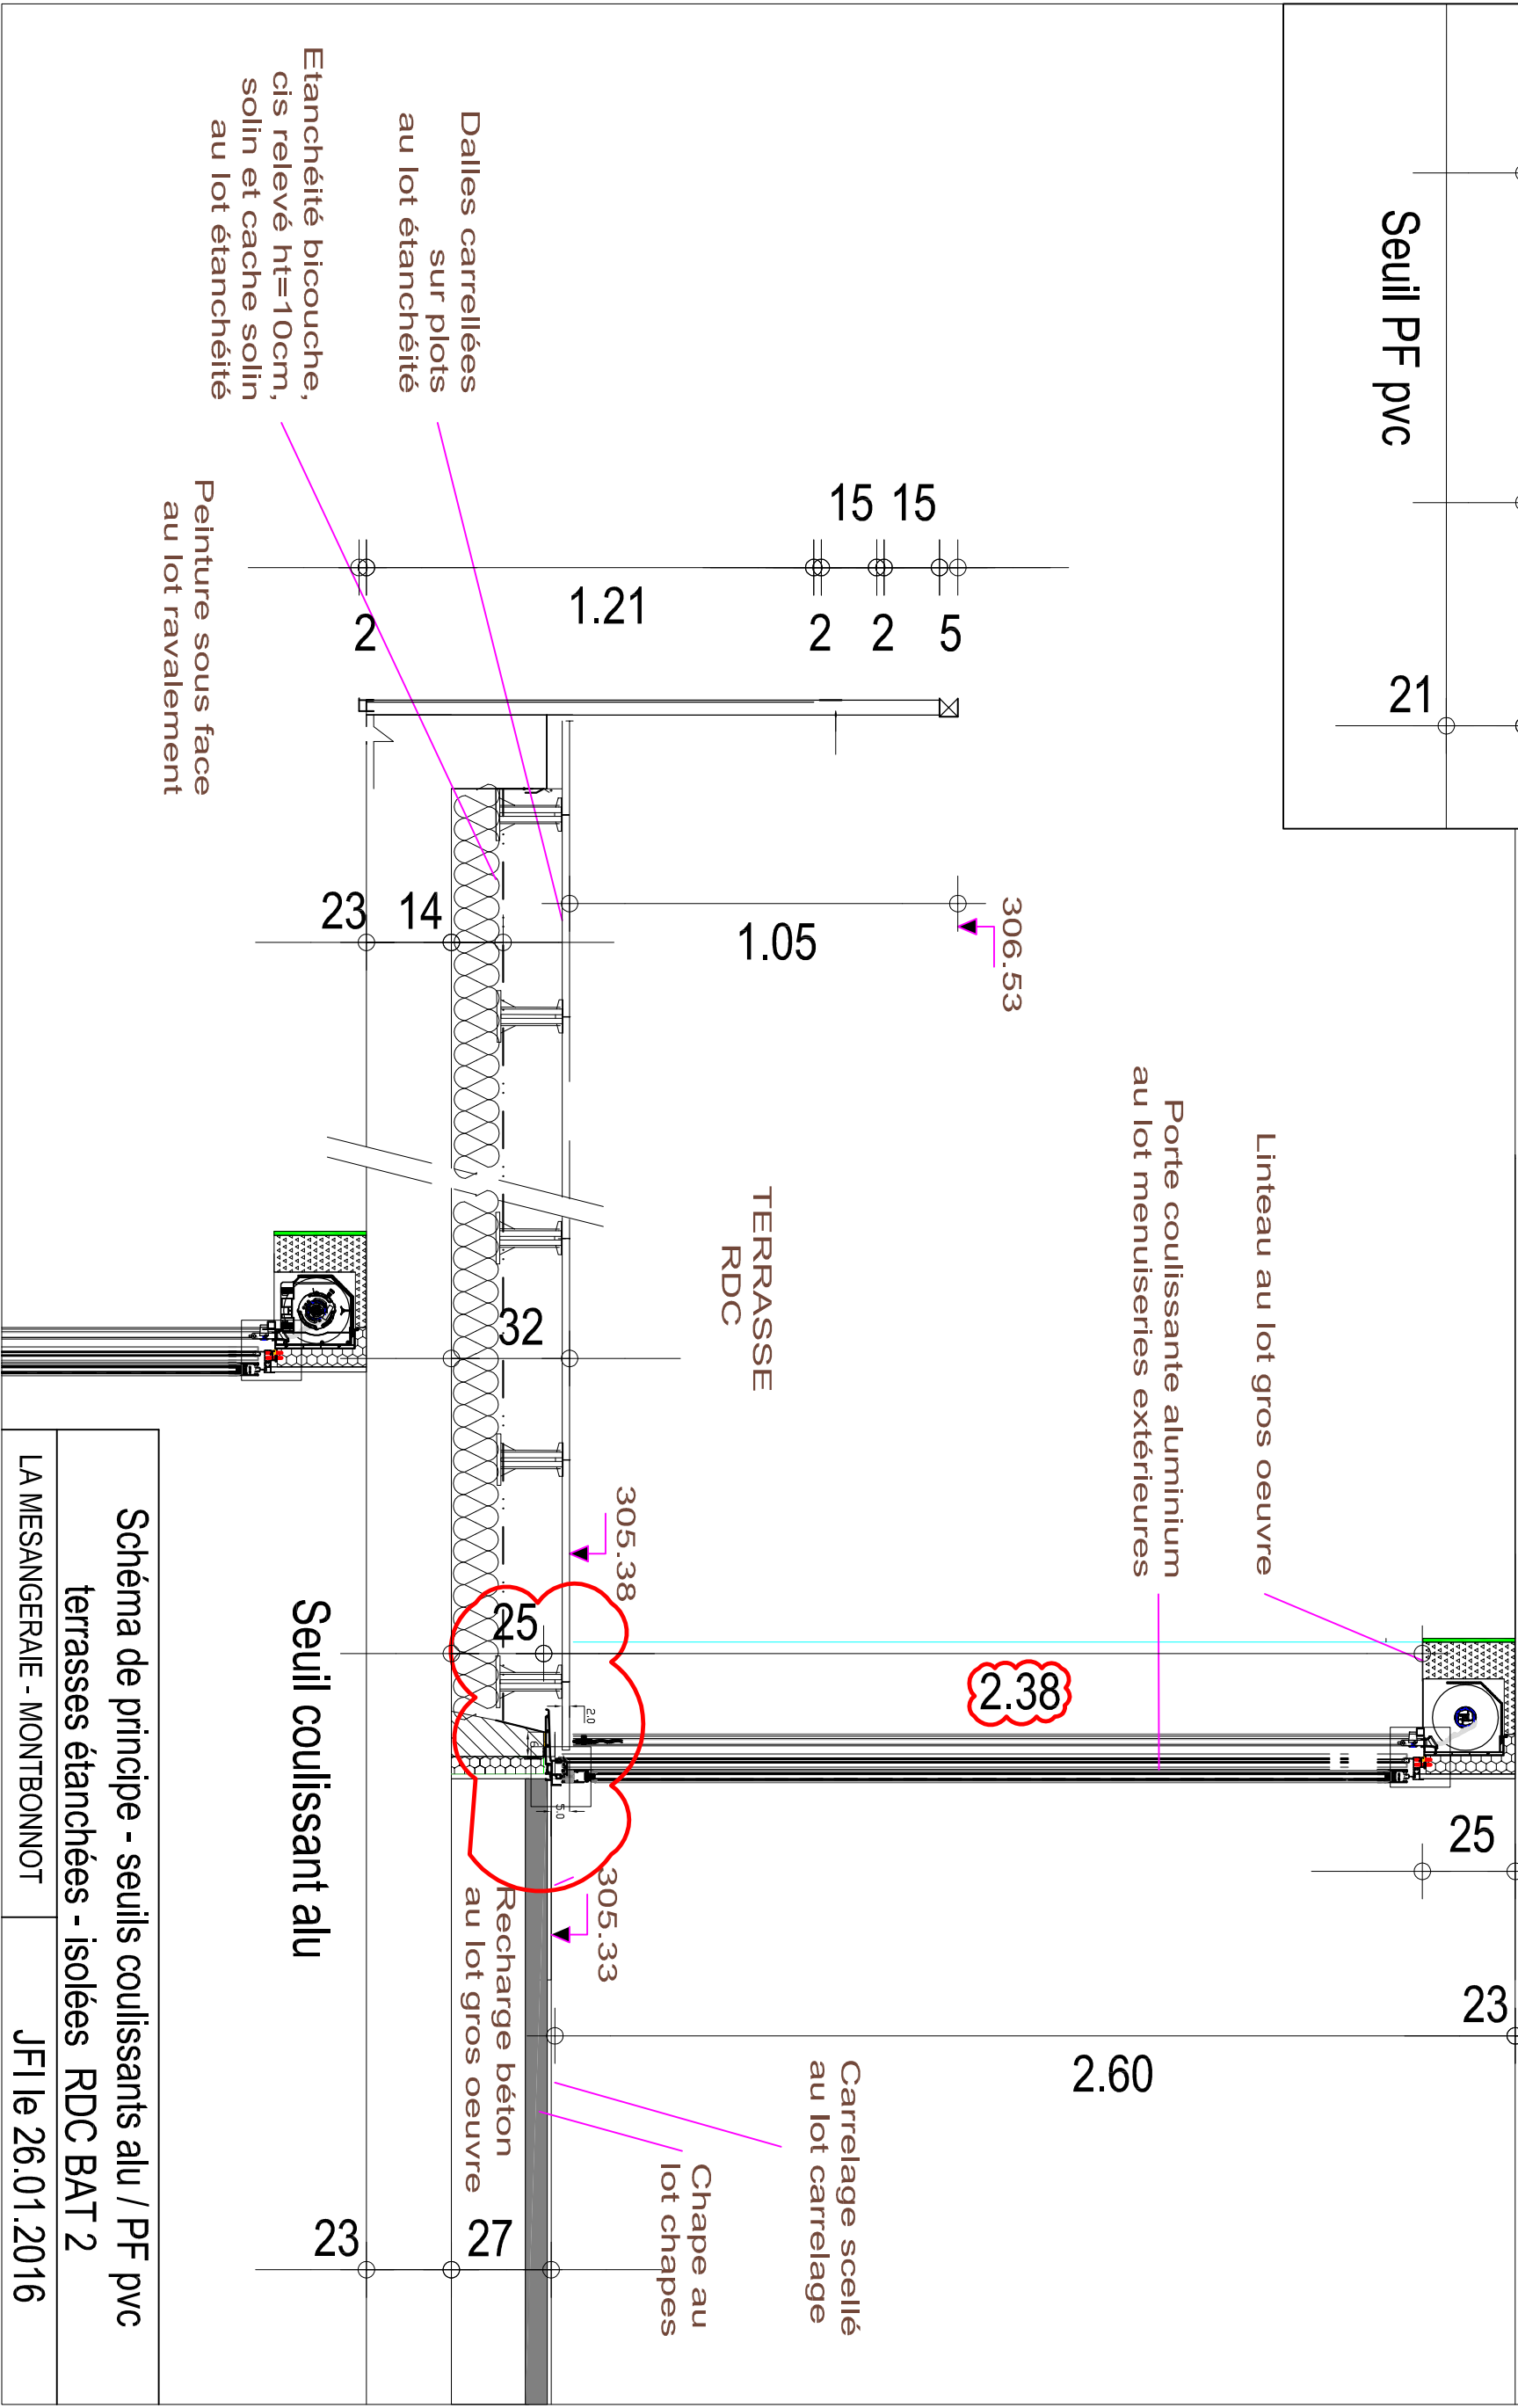 Seuil PF pvc
21
Linteau au lot gros oeuvre
Porte coulissante aluminium
au lot menuiseries extérieures
306.53
1.05
15
15
1.21
2
2
2
5
Dalles carrellées
sur plots
au lot étanchéité
Etanchéité bicouche,
cis relevé ht=10cm,
solin et cache solin
au lot étanchéité
Peinture sous face
au lot ravalement
23
14
TERRASSE
RDC
32
305.38
25
2.38
2.0
5.0
25
23
2.60
305.33
Recharge béton
au lot gros oeuvre
Carrelage scellé
au lot carrelage
Chape au
lot chapes
23
27
Seuil coulissant alu
Schéma de principe - seuils coulissants alu / PF pvc
terrasses étanchées - isolées RDC BAT 2
LA MESANGERAIE - MONTBONNOT
JFI le 26.01.2016